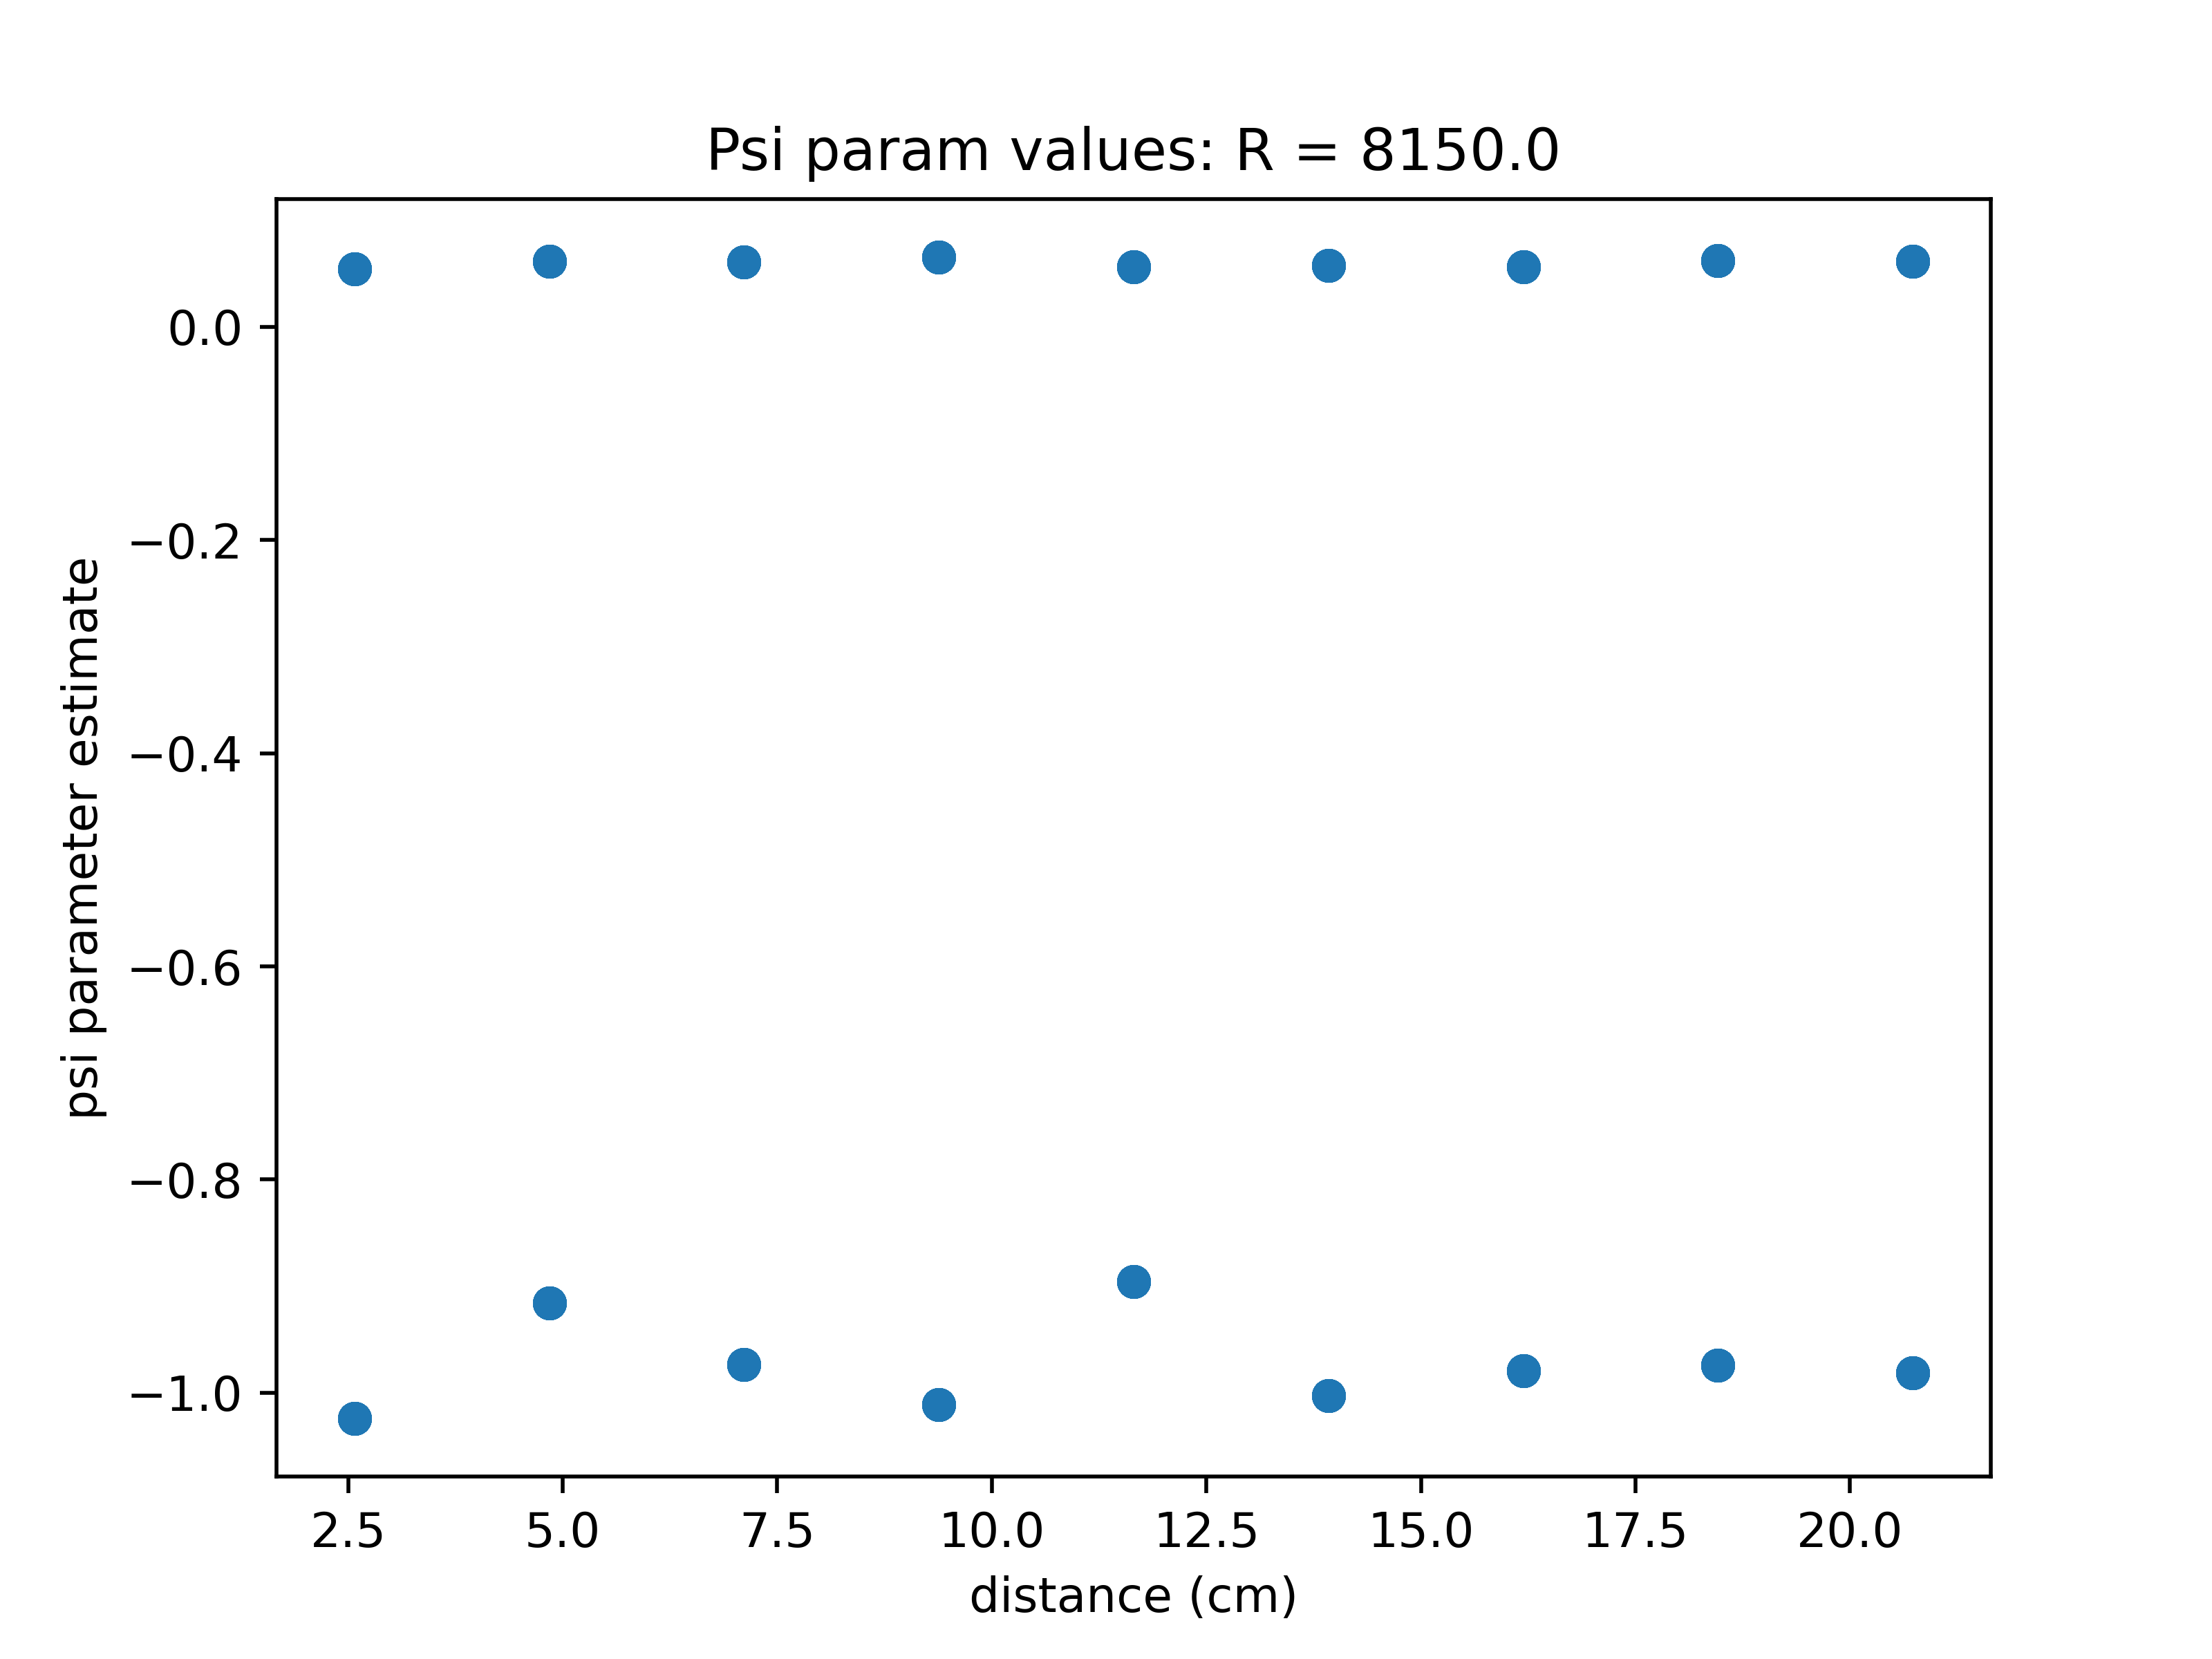 Psi param values: R = 8150.0
psi parameter estimate
0.0
−0.2
−0.4
−0.6
−0.8
−1.0
2.5 5.0 7.5 10.0 12.5 15.0 17.5 20.0
distance (cm)